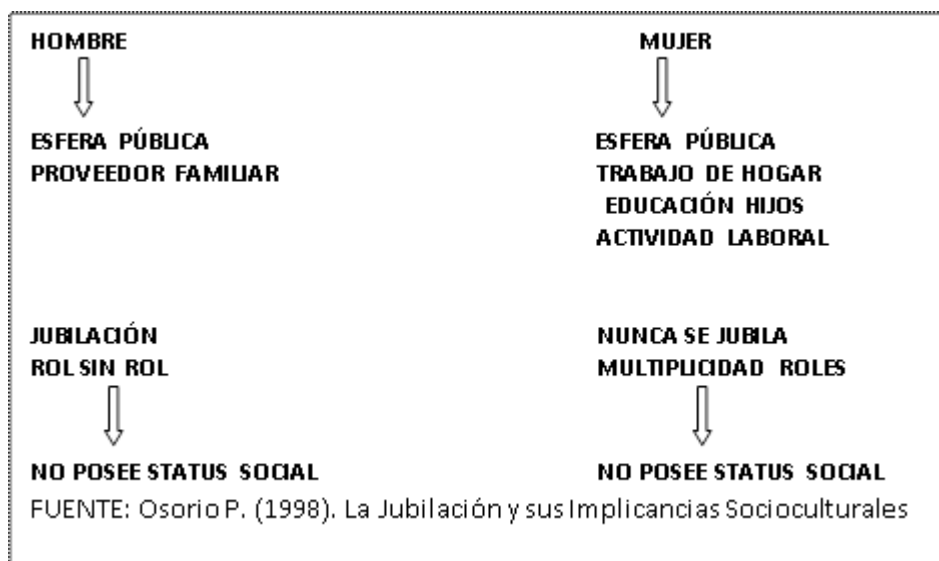 HOMBRE MUJER
ESFERA PÚBLICA ESFERA PÚBLICA
PROVEEDOR FAMILIAR TRABAJO DE HOGAR
EDUCACIÓN HIJOS
ACTIVIDAD LABORAL
JUBILACIÓN NUNCA SE JUBILA
ROL SIN ROL MULTIPLICIDAD ROLES
NO POSEE STATUS SOCIAL NO POSEE STATUS SOCIAL
FUENTE: Osorio P. (1998). La Jubilación y sus Implicancias Socioculturales